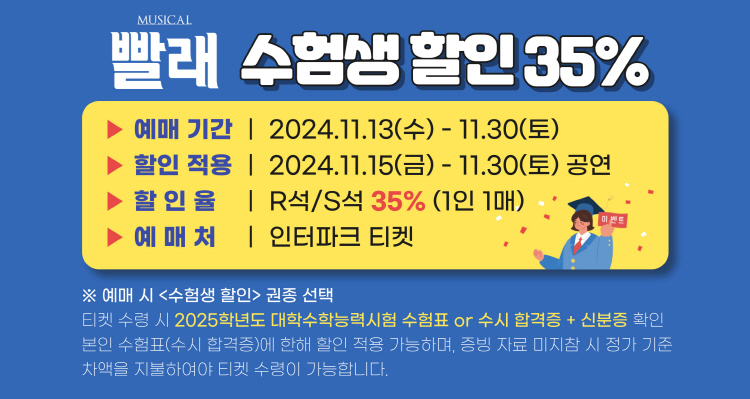 MUSICAL
빨래 수험생 할인 35%
▶ 예매 기간 | 2024.11.13(수) - 11.30(토)
▶ 할인 적용 | 2024.11.15(금) - 11.30(토) 공연
▶ 할 인 율 | R석/S석 35% (1인 1매)
이벤트
▶ 예 매 처 | 인터파크 티켓
※ 예매 시 <수험생 할인> 권종 선택
티켓 수령 시 2025학년도 대학수학능력시험 수험표 or 수시 합격증 + 신분증 확인
본인 수험표(수시 합격증)에 한해 할인 적용 가능하며, 증빙 자료 미지참 시 정가 기준
차액을 지불하여야 티켓 수령이 가능합니다.